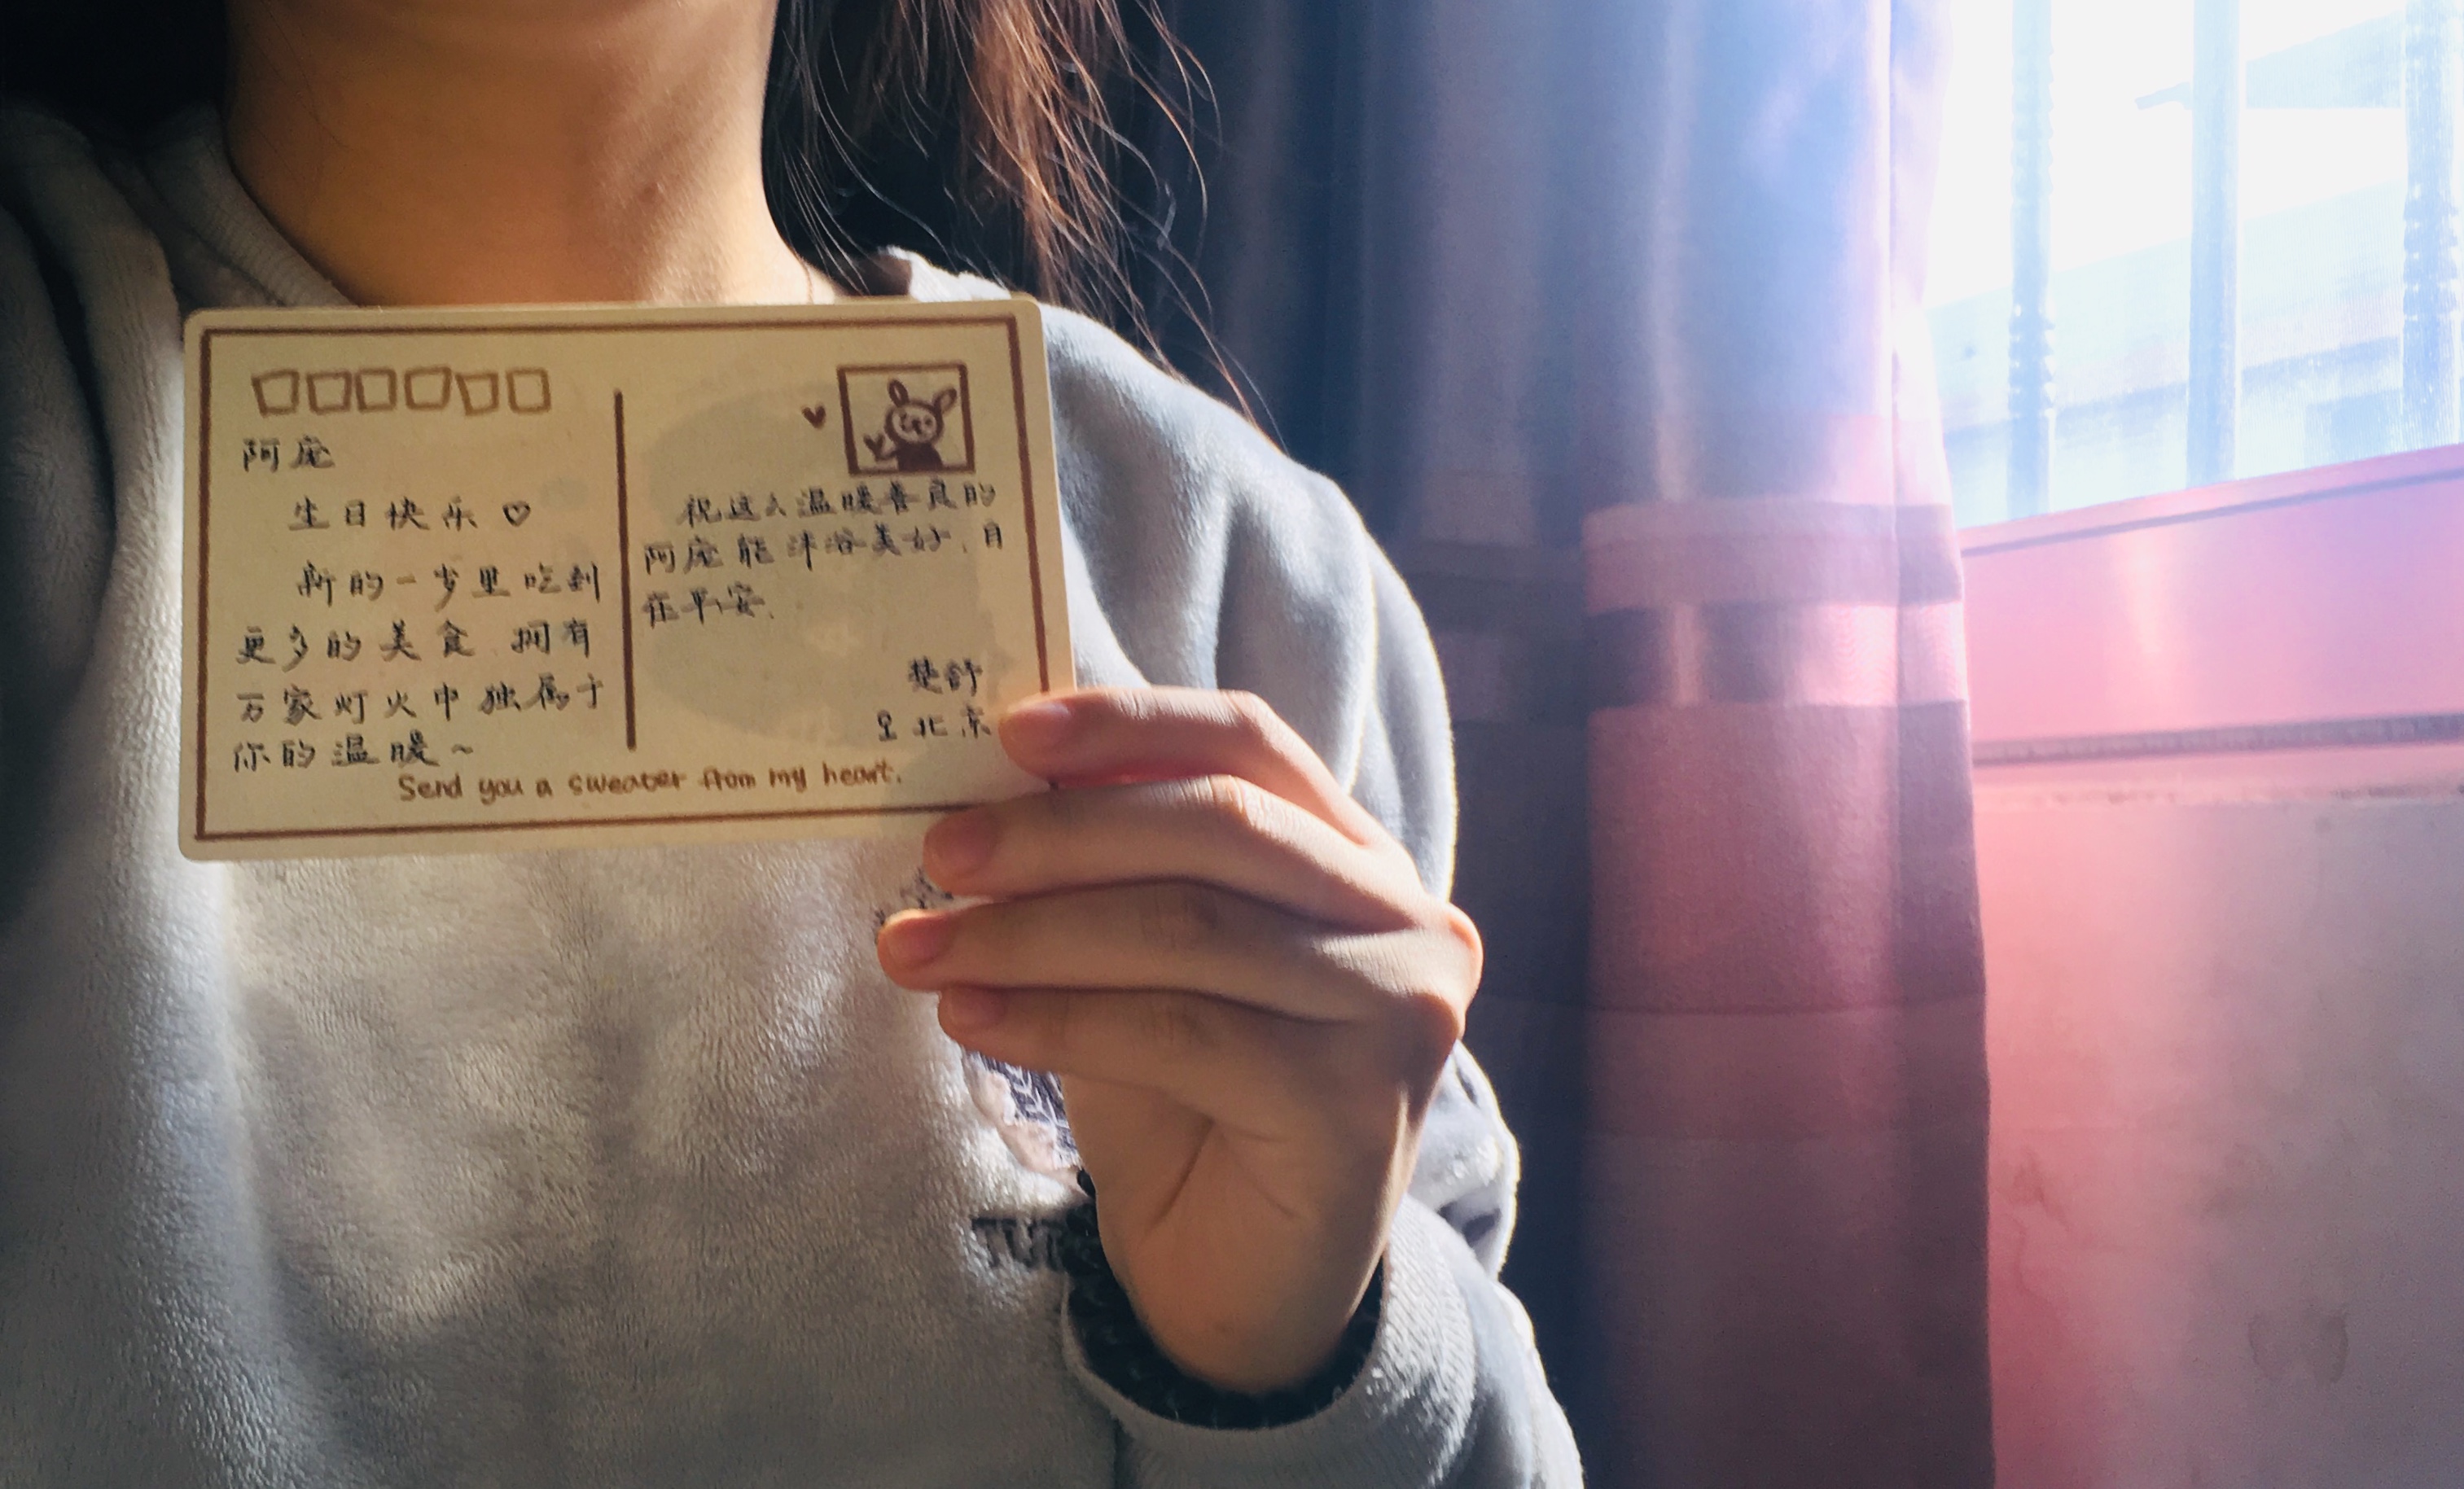 阿庞
生日快乐♡
新的一岁里吃到
更多的美食 拥有
万家灯火中独属于
你的温暖~
祝这么温暖善良的
阿庞能沐浴美好,自
在平安.
楚舒
至北京
Send you a sweater from my heart.